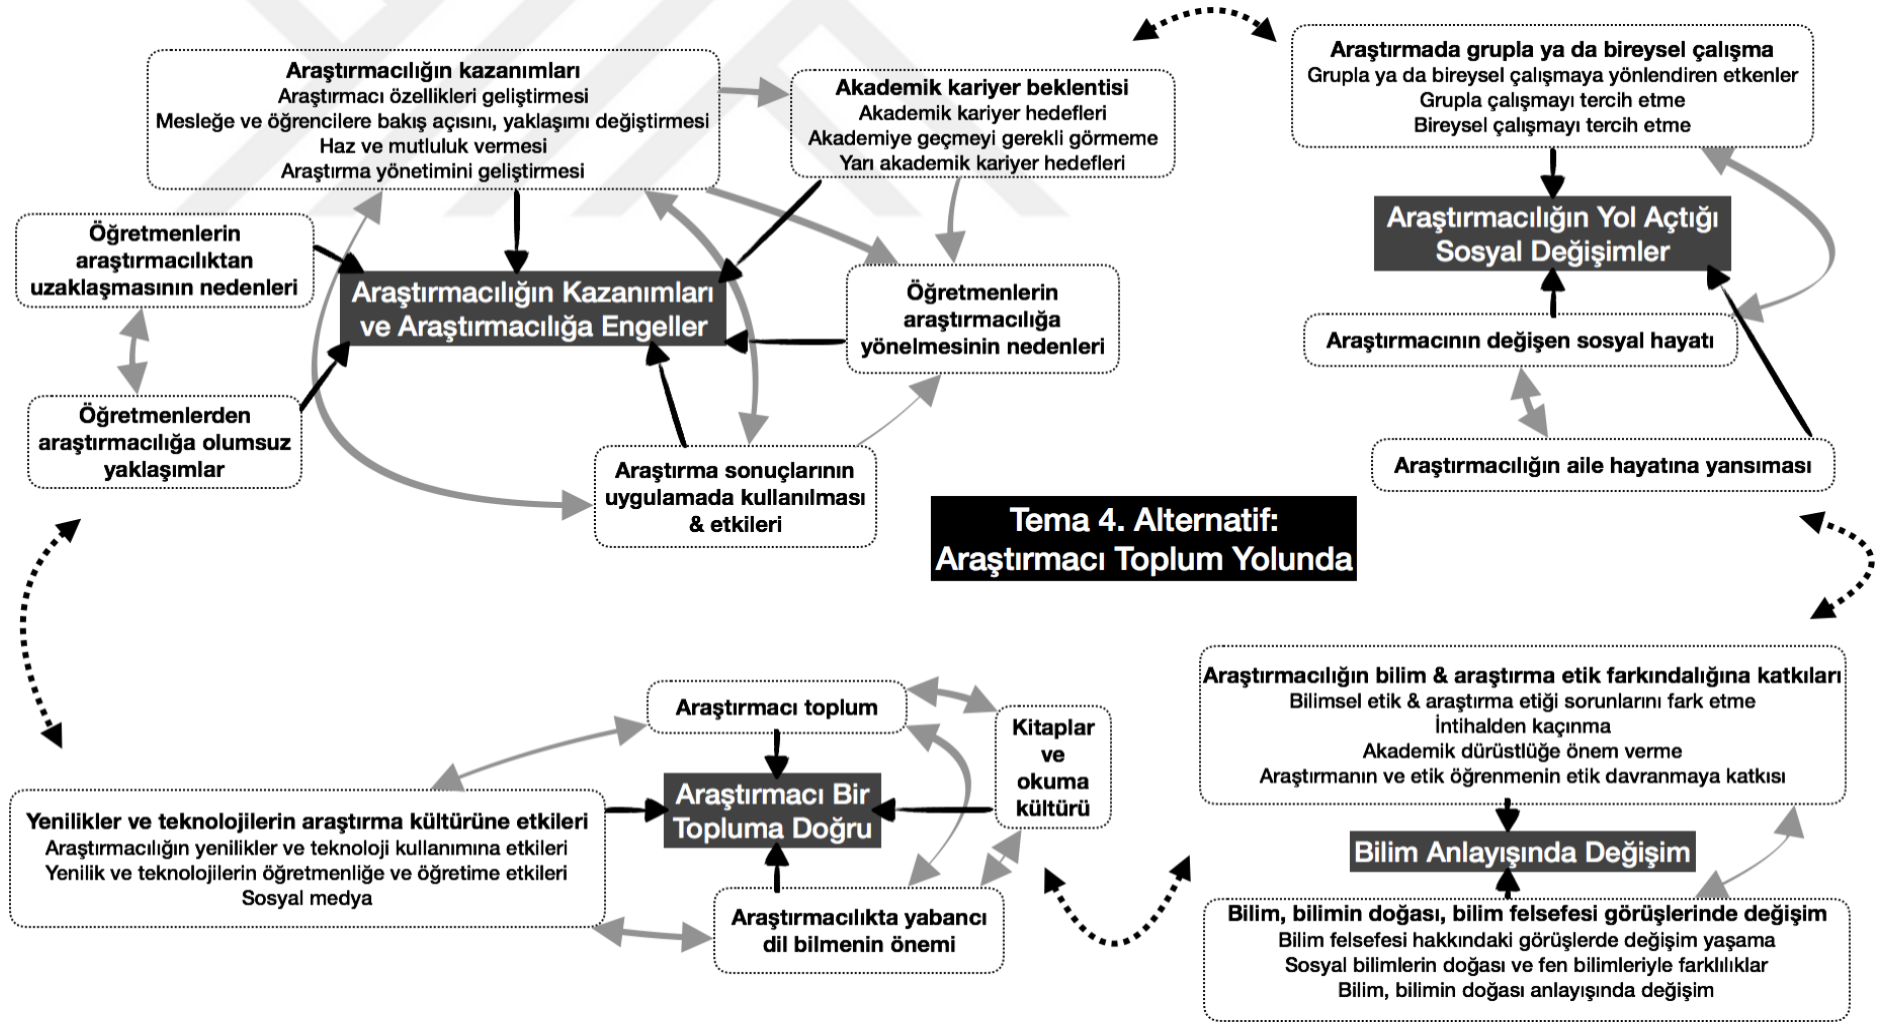 Araştırmacılığın kazanımları
Araştırmacı özellikleri geliştirmesi
Mesleğe ve öğrencilere bakış açısını, yaklaşımı değiştirmesi
Haz ve mutluluk vermesi
Araştırma yönetimini geliştirmesi
Akademik kariyer beklentisi
Akademik kariyer hedefleri
Akademiye geçmeyi gerekli görmeme
Yarı akademik kariyer hedefleri
Öğretmenlerin
araştırmacılıktan
uzaklaşmasının nedenleri
Araştırmacılığın Kazanımları
ve Araştırmacılığa Engeller
Öğretmenlerin
araştırmacılığa
yönelmesinin nedenleri
Öğretmenlerden
araştırmacılığa olumsuz
yaklaşımlar
Araştırma sonuçlarının
uygulamada kullanılması
& etkileri
Araştırmada grupla ya da bireysel çalışma
Grupla ya da bireysel çalışmaya yönlendiren etkenler
Grupla çalışmayı tercih etme
Bireysel çalışmayı tercih etme
Araştırmacılığın Yol Açtığı
Sosyal Değişimler
Araştırmacının değişen sosyal hayatı
Araştırmacılığın aile hayatına yansıması
Tema 4. Alternatif:
Araştırmacı Toplum Yolunda
Araştırmacı toplum
Kitaplar
ve
okuma
kültürü
Araştırmacı Bir
Topluma Doğru
Yenilikler ve teknolojilerin araştırma kültürüne etkileri
Araştırmacılığın yenilikler ve teknoloji kullanımına etkileri
Yenilik ve teknolojilerin öğretmenliğe ve öğretime etkileri
Sosyal medya
Araştırmacılıkta yabancı
dil bilmenin önemi
Araştırmacılığın bilim & araştırma etik farkındalığına katkıları
Bilimsel etik & araştırma etiği sorunlarını fark etme
İntihalden kaçınma
Akademik dürüstlüğe önem verme
Araştırmanın ve etik öğrenmenin etik davranmaya katkısı
Bilim Anlayışında Değişim
Bilim, bilimin doğası, bilim felsefesi görüşlerinde değişim
Bilim felsefesi hakkındaki görüşlerde değişim yaşama
Sosyal bilimlerin doğası ve fen bilimleriyle farklılıklar
Bilim, bilimin doğası anlayışında değişim